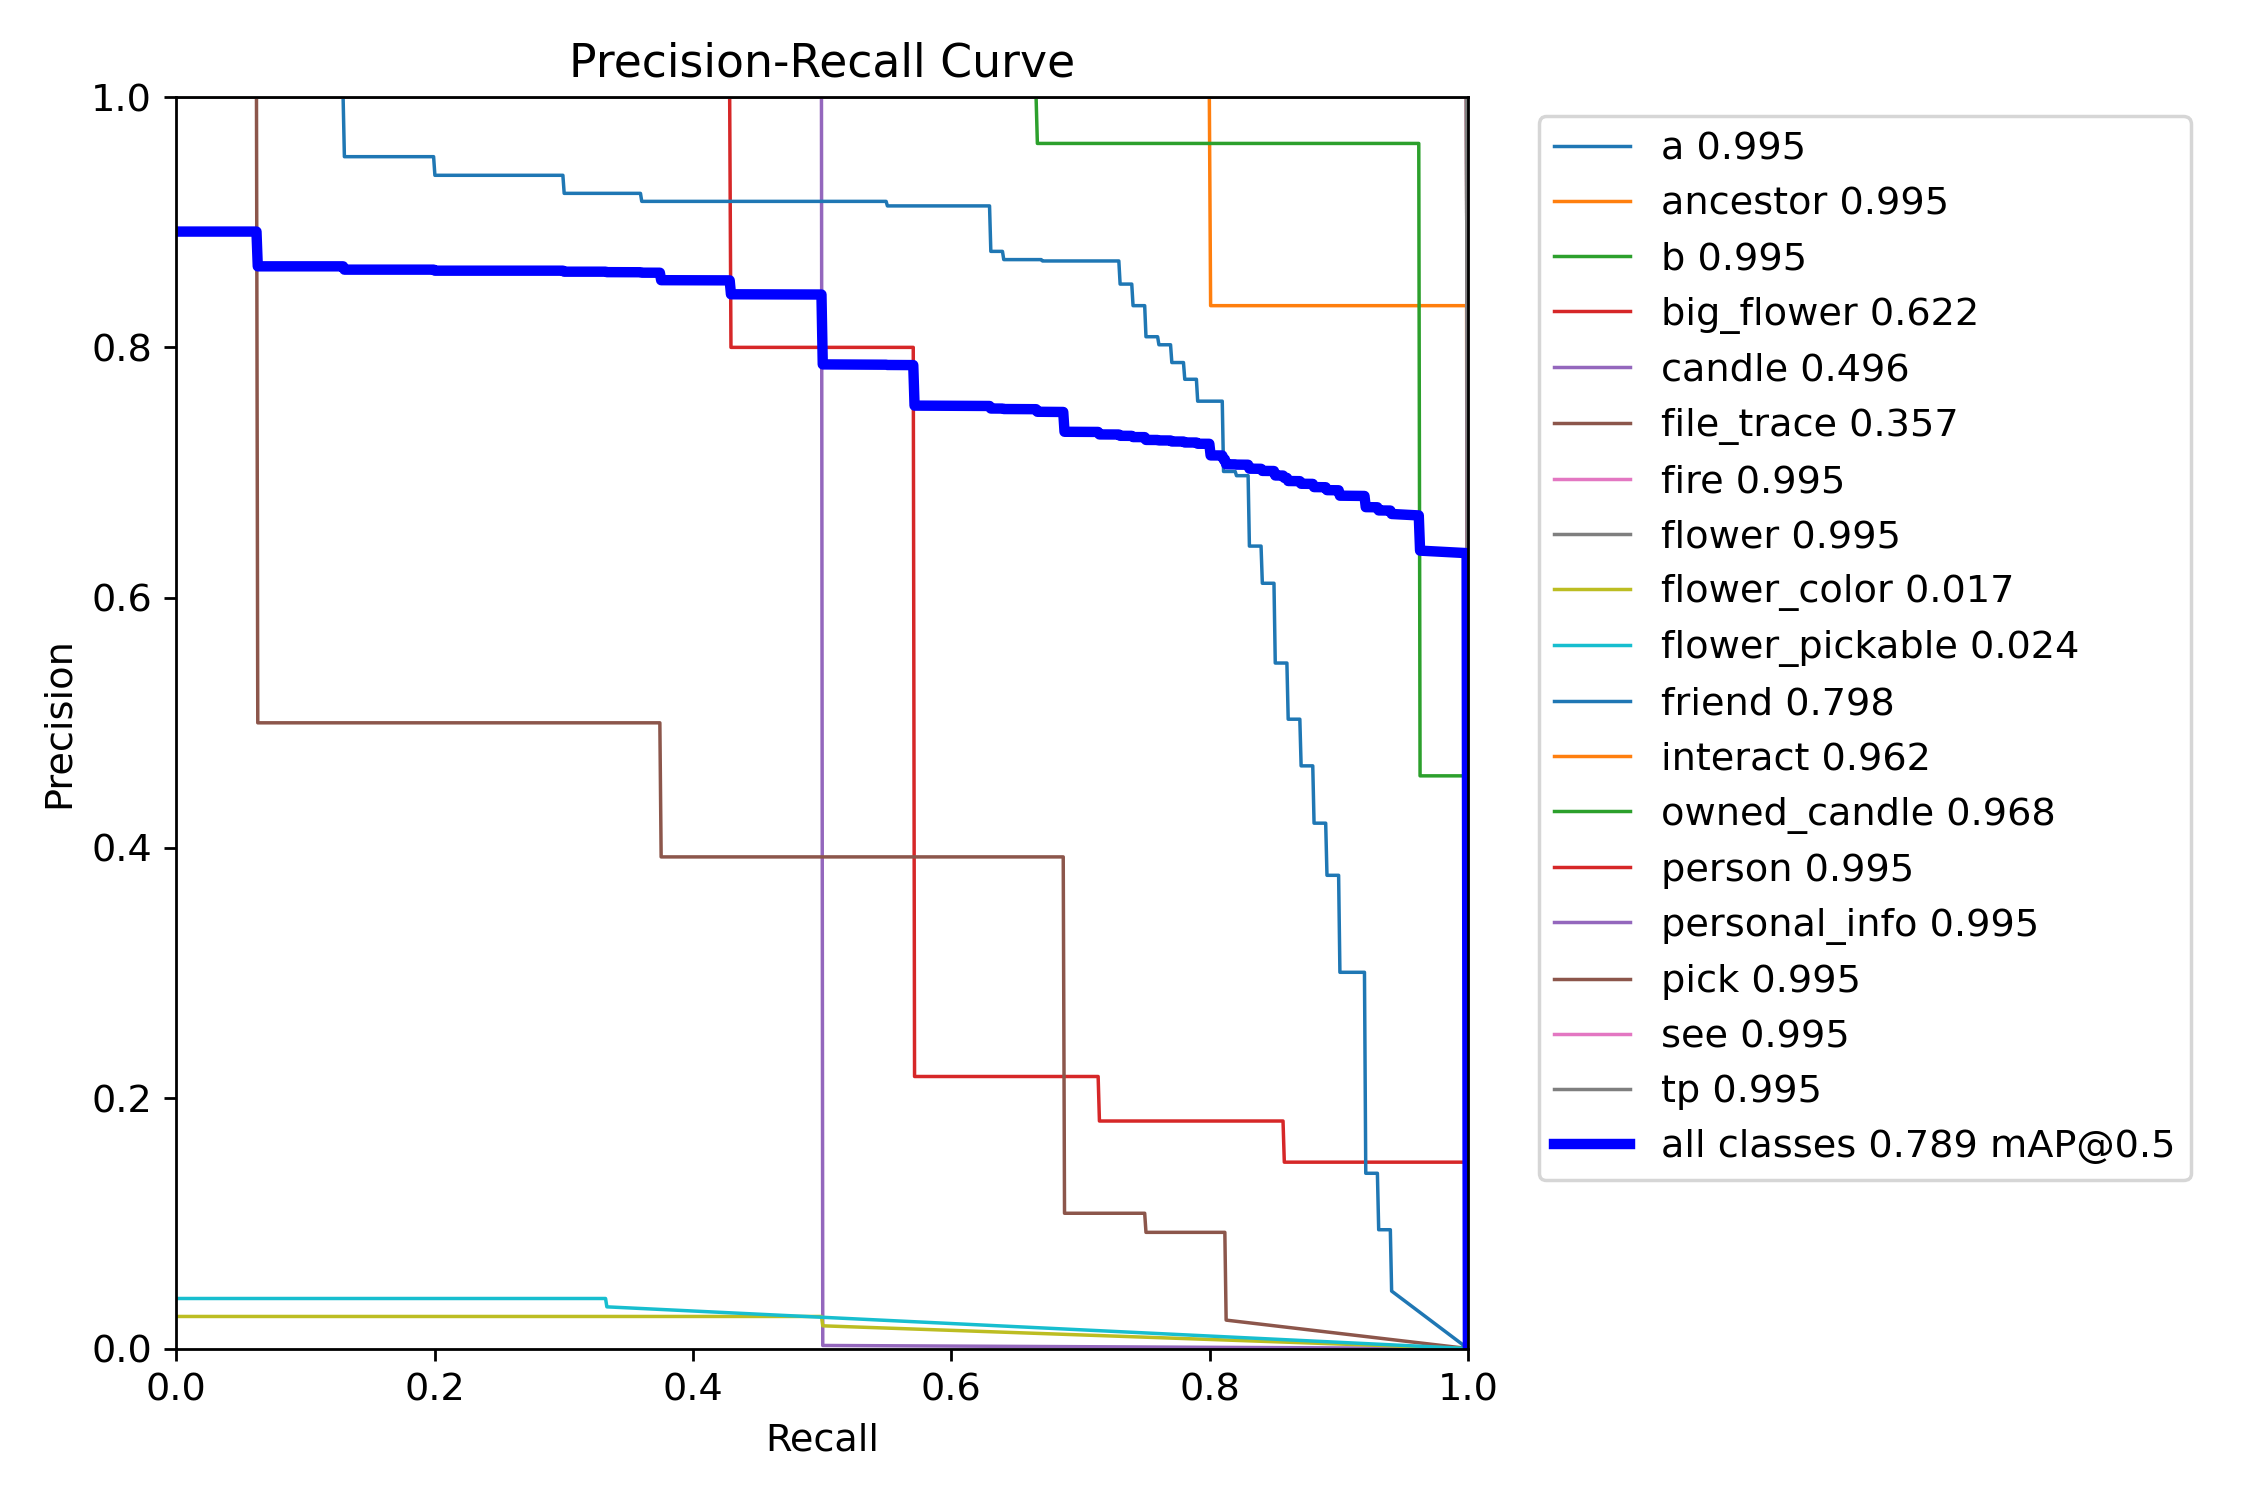 Precision-Recall Curve
1.0
0.8
0.6
0.4
0.2
0.0
Precision
0.0 0.2 0.4 0.6 0.8 1.0
Recall
a 0.995
ancestor 0.995
b 0.995
big_flower 0.622
candle 0.496
file_trace 0.357
fire 0.995
flower 0.995
flower_color 0.017
flower_pickable 0.024
friend 0.798
interact 0.962
owned_candle 0.968
person 0.995
personal_info 0.995
pick 0.995
see 0.995
tp 0.995
all classes 0.789 mAP@0.5